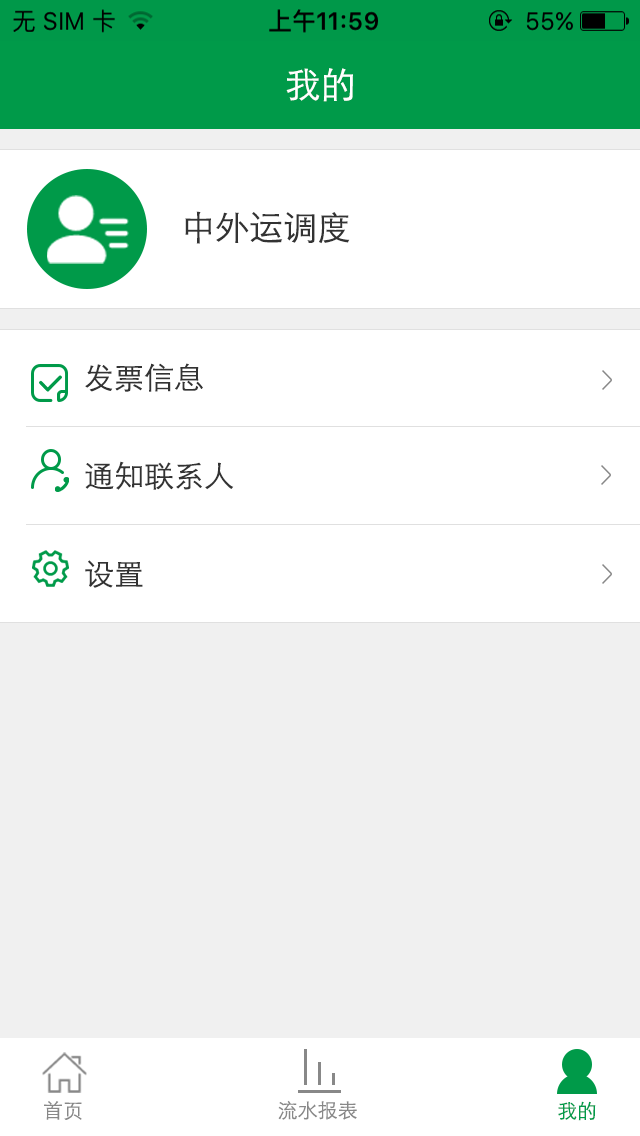 无 SIM 卡 上午11:59 55%
我的
中外运调度
发票信息
通知联系人
设置
首页 流水报表 我的